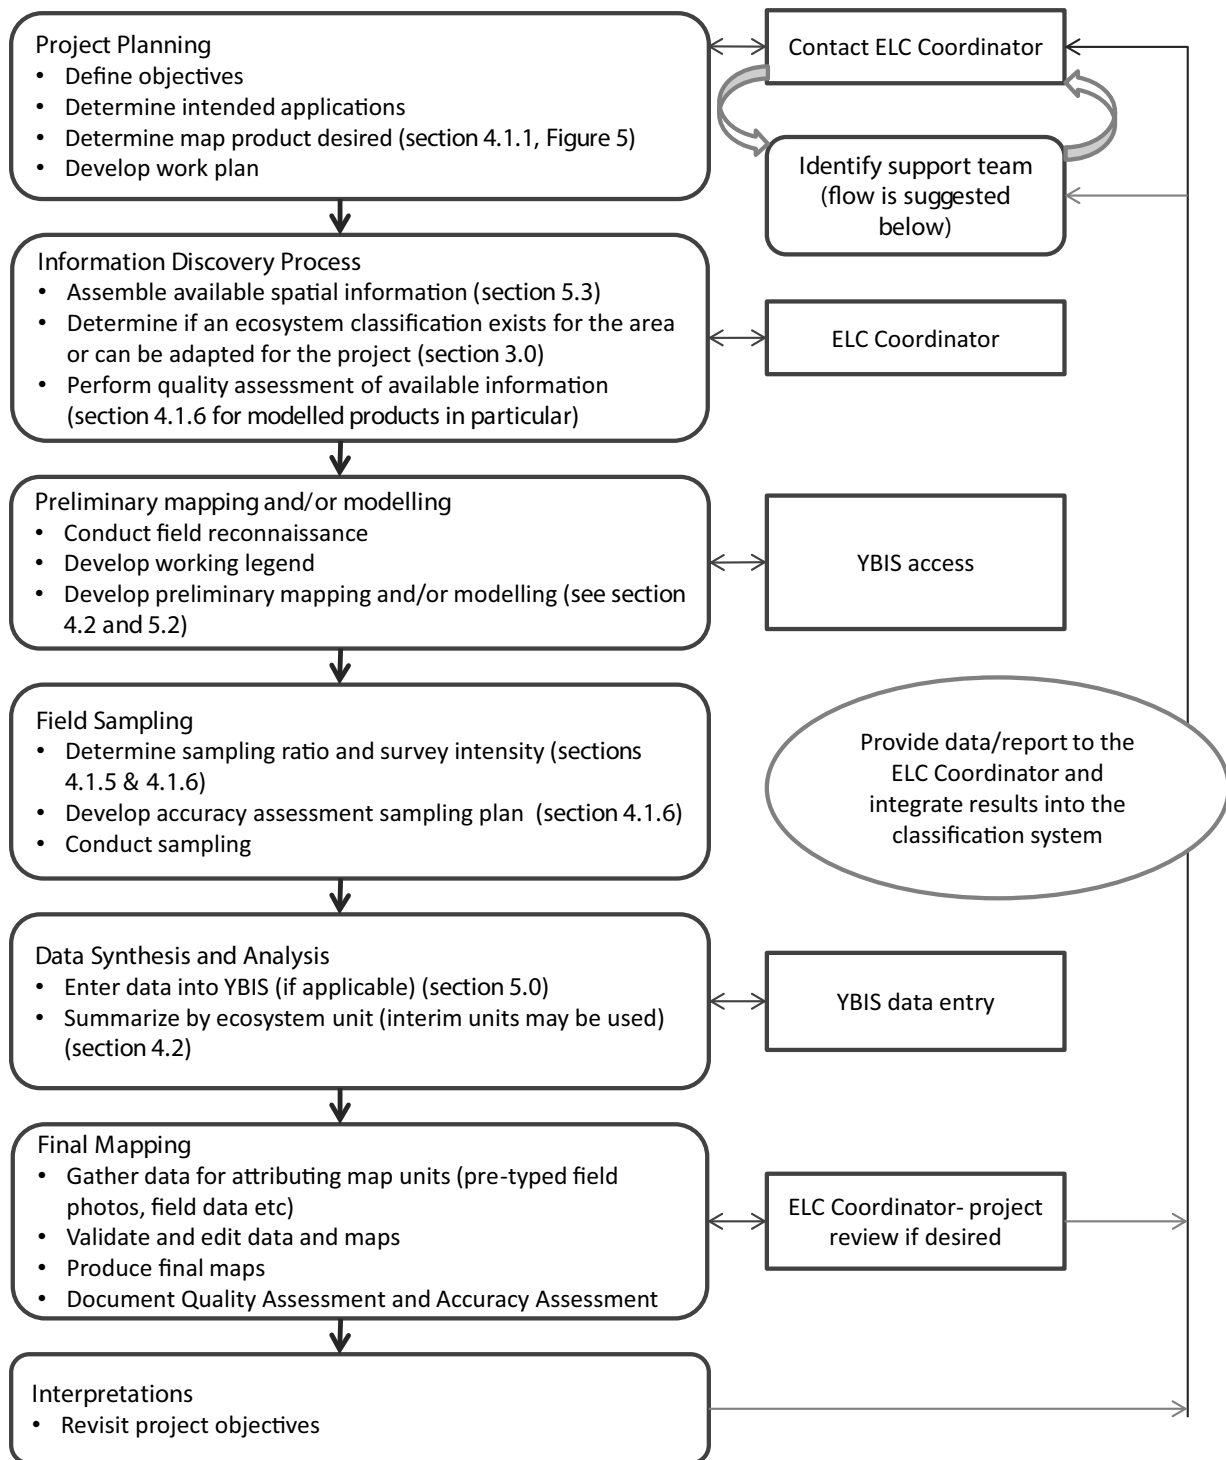 Project Planning
• Define objectives
• Determine intended applications
• Determine map product desired (section 4.1.1, Figure 5)
• Develop work plan
Contact ELC Coordinator
Identify support team
(flow is suggested
below)
Information Discovery Process
• Assemble available spatial information (section 5.3)
• Determine if an ecosystem classification exists for the area
or can be adapted for the project (section 3.0)
• Perform quality assessment of available information
(section 4.1.6 for modelled products in particular)
ELC Coordinator
Preliminary mapping and/or modelling
• Conduct field reconnaissance
• Develop working legend
• Develop preliminary mapping and/or modelling (see section
4.2 and 5.2)
YBIS access
Field Sampling
• Determine sampling ratio and survey intensity (sections
4.1.5 & 4.1.6)
• Develop accuracy assessment sampling plan (section 4.1.6)
• Conduct sampling
Provide data/report to the
ELC Coordinator and
integrate results into the
classification system
Data Synthesis and Analysis
• Enter data into YBIS (if applicable) (section 5.0)
• Summarize by ecosystem unit (interim units may be used)
(section 4.2)
YBIS data entry
Final Mapping
• Gather data for attributing map units (pre-typed field
photos, field data etc)
• Validate and edit data and maps
• Produce final maps
• Document Quality Assessment and Accuracy Assessment
ELC Coordinator- project
review if desired
Interpretations
• Revisit project objectives